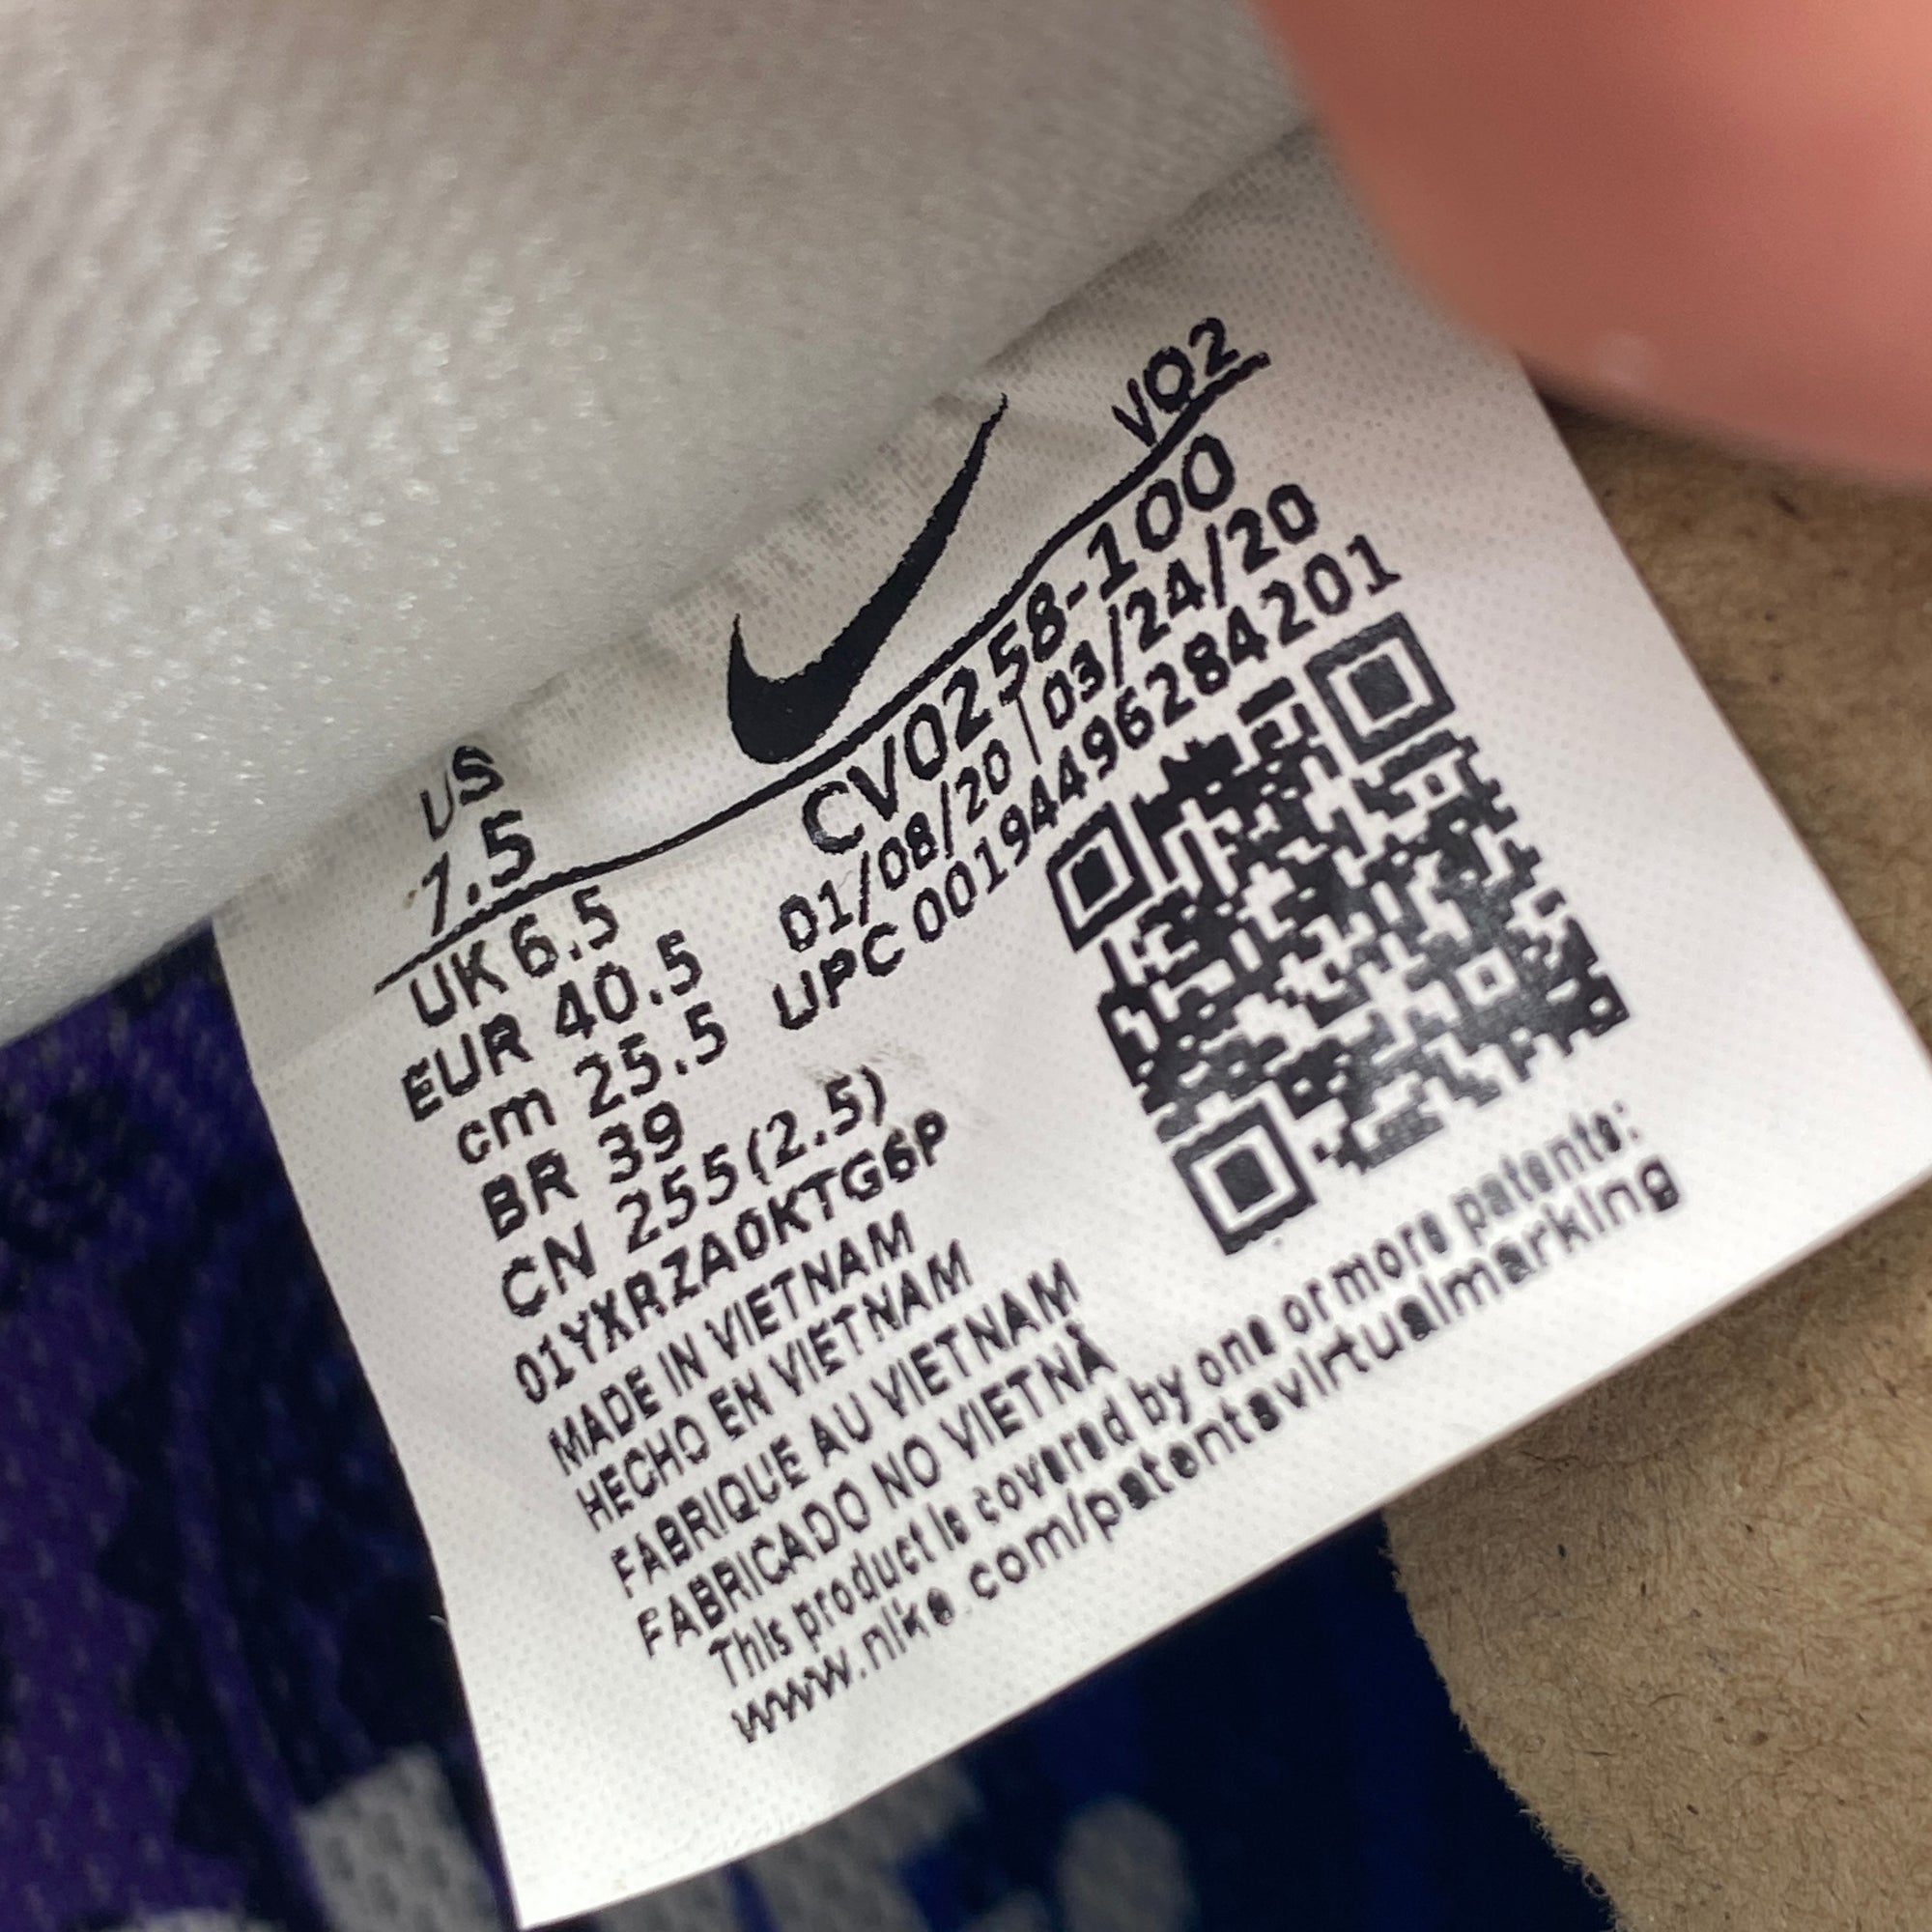 VO2
US
7.5
CV0258-100
UK 6.5
01/08/20 | 03/24/20
EUR 40.5
UPC 00194496284201
cm 25.5
BR 39
CN 255(2.5)
01YXRZA0KTG6P
MADE IN VIETNAM
HECHO EN VIETNAM
FABRIQUE AU VIETNAM
FABRICADO NO VIETNÃ
This product is covered by one or more patents:
www.nike.com/patentsvirtualmarking